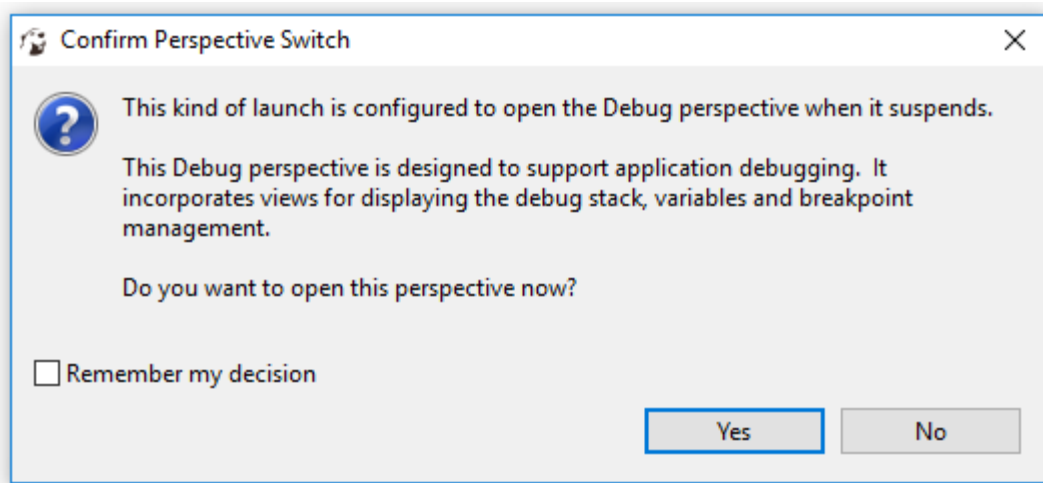 Confirm Perspective Switch
This kind of launch is configured to open the Debug perspective when it suspends.
This Debug perspective is designed to support application debugging.  It
incorporates views for displaying the debug stack, variables and breakpoint
management.
Do you want to open this perspective now?
Remember my decision
Yes
No